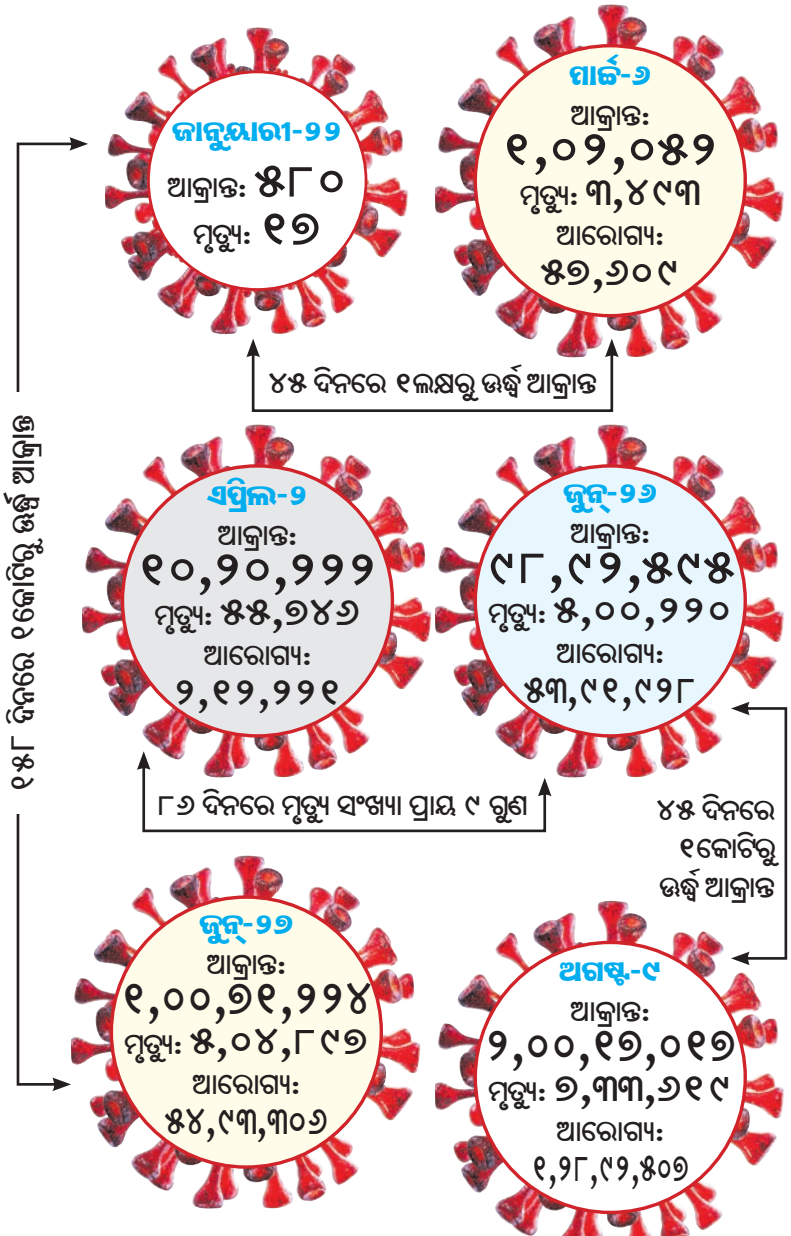 ଜାନୁୟାରୀ-୨୨
ଆକ୍ରାନ୍ତ: ୫୮୦
ମୃତ୍ୟୁ: ୧୭
ମାର୍ଚ୍ଚ-୬
ଆକ୍ରାନ୍ତ:
୧,୦୨,୦୫୨
ମୃତ୍ୟୁ: ୩,୪୯୩
ଆରୋଗ୍ୟ:
୫୭,୬୦୯
୪୫ ଦିନରେ ୧ଲକ୍ଷରୁ ଊର୍ଦ୍ଧ୍ୱ ଆକ୍ରାନ୍ତ
୧୫୮ ଦିନରେ ୧କୋଟିରୁ ଊର୍ଦ୍ଧ୍ୱ ଆକ୍ରାନ୍ତ
ଏପ୍ରିଲ-୨
ଆକ୍ରାନ୍ତ:
୧୦,୨୦,୨୨୨
ମୃତ୍ୟୁ: ୫୫,୭୪୬
ଆରୋଗ୍ୟ:
୨,୧୨,୨୨୧
ଜୁନ୍-୨୬
ଆକ୍ରାନ୍ତ:
୯୮,୯୨,୫୯୫
ମୃତ୍ୟୁ: ୫,୦୦,୨୨୦
ଆରୋଗ୍ୟ:
୫୩,୯୧,୯୨୮
୮୬ ଦିନରେ ମୃତ୍ୟୁ ସଂଖ୍ୟା ପ୍ରାୟ ୯ ଗୁଣ
୪୫ ଦିନରେ
୧କୋଟିରୁ
ଊର୍ଦ୍ଧ୍ୱ ଆକ୍ରାନ୍ତ
ଜୁନ୍-୨୭
ଆକ୍ରାନ୍ତ:
୧,୦୦,୭୧,୨୨୪
ମୃତ୍ୟୁ: ୫,୦୪,୮୯୭
ଆରୋଗ୍ୟ:
୫୪,୯୩,୩୦୬
ଅଗଷ୍ଟ-୯
ଆକ୍ରାନ୍ତ:
୨,୦୦,୧୭,୦୧୭
ମୃତ୍ୟୁ: ୭,୩୩,୬୧୯
ଆରୋଗ୍ୟ:
୧,୨୮,୯୨,୫୦୭